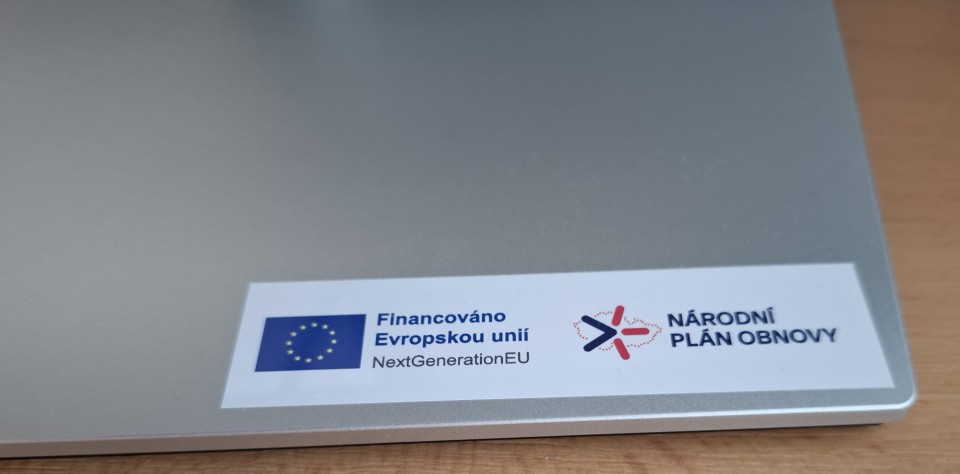 Financováno
Evropskou unií
NextGenerationEU
NÁRODNÍ
PLÁN OBNOVY